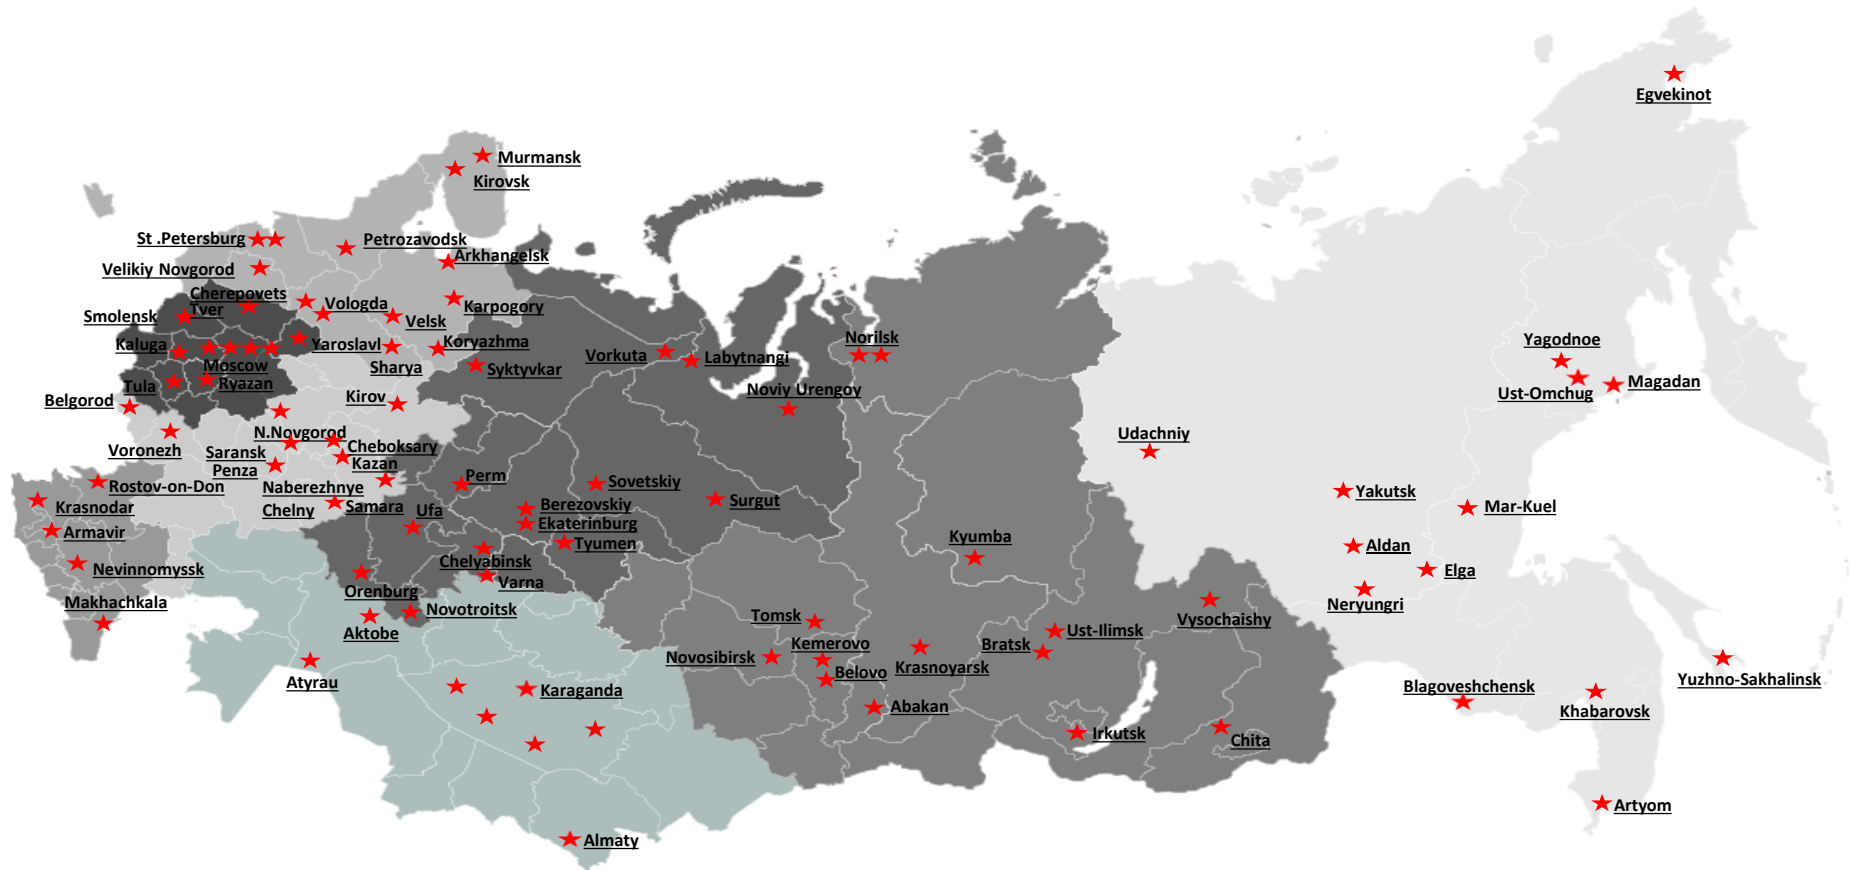 Egvekinot
Murmansk
Kirovsk
St .Petersburg
Petrozavodsk
Arkhangelsk
Velikiy Novgorod
Cherepovets
Vologda
Karpogory
Smolensk
Tver
Velsk
Kaluga
Yaroslavl
Koryazhma
Norilsk
Yagodnoe
Moscow
Sharya
Syktyvkar
Vorkuta
Labytnangi
Tula
Ryazan
Noviy Urengoy
Ust-Omchug
Magadan
Belgorod
Kirov
N.Novgorod
Udachniy
Voronezh
Saransk
Cheboksary
Penza
Kazan
Rostov-on-Don
Naberezhnye
Chelny
Perm
Sovetskiy
Surgut
Yakutsk
Krasnodar
Samara
Ufa
Berezovskiy
Mar-Kuel
Armavir
Ekaterinburg
Kyumba
Tyumen
Aldan
Nevinnomyssk
Chelyabinsk
Varna
Elga
Makhachkala
Orenburg
Novotroitsk
Neryungri
Aktobe
Tomsk
Vysochaishy
Kemerovo
Bratsk
Ust-Ilimsk
Novosibirsk
Belovo
Krasnoyarsk
Atyrau
Karaganda
Abakan
Blagoveshchensk
Khabarovsk
Yuzhno-Sakhalinsk
Irkutsk
Chita
Artyom
Almaty